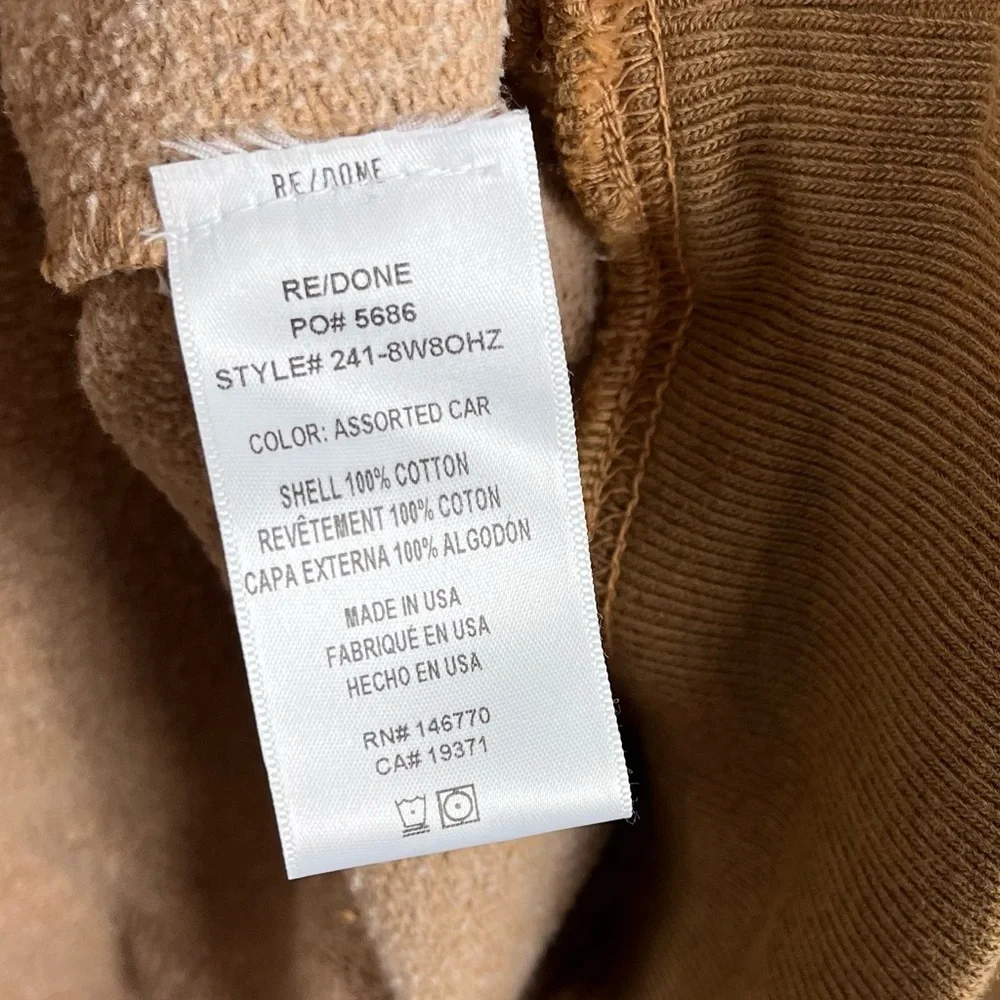 RE/DONE
RE/DONE
PO# 5686
STYLE# 241-8W8OHZ
COLOR: ASSORTED CAR
SHELL 100% COTTON
REVÊTEMENT 100% COTON
CAPA EXTERNA 100% ALGODÓN
MADE IN USA
FABRIQUÉ EN USA
HECHO EN USA
RN# 146770
CA# 19371